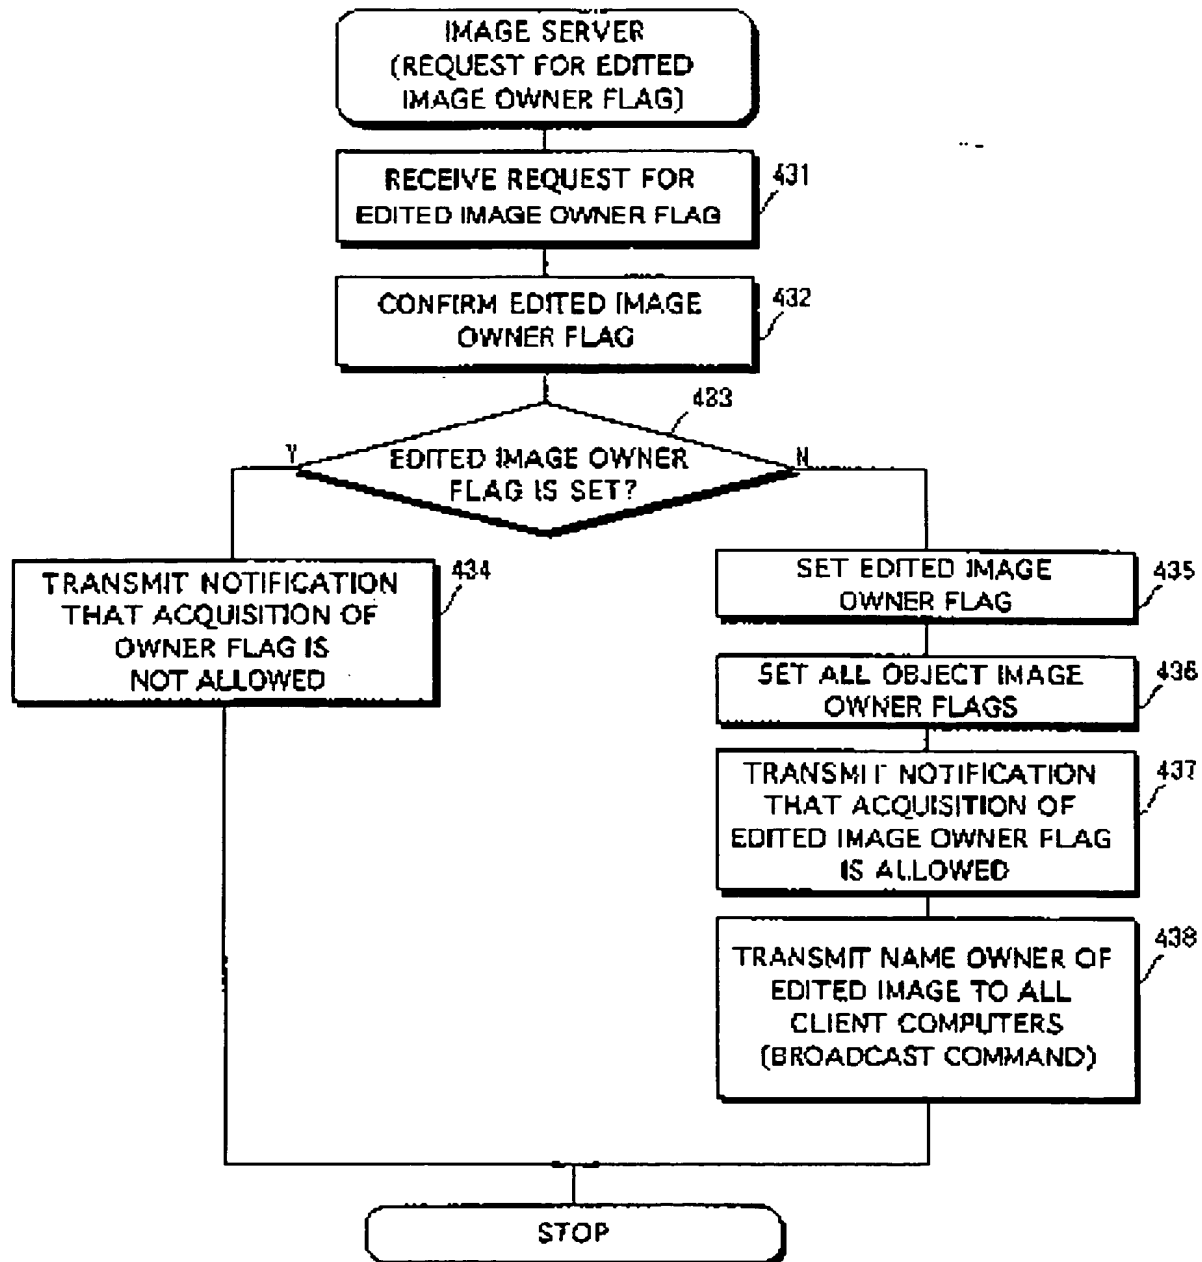 IMAGE SERVER
(REQUEST FOR EDITED
IMAGE OWNER FLAG)
RECEIVE REQUEST FOR
EDITED IMAGE OWNER FLAG
431
CONFIRM EDITED IMAGE
OWNER FLAG
432
433
Y
EDITED IMAGE OWNER
FLAG IS SET?
N
TRANSMIT NOTIFICATION
THAT ACQUISITION OF
OWNER FLAG IS
NOT ALLOWED
434
SET EDITED IMAGE
OWNER FLAG
435
SET ALL OBJECT IMAGE
OWNER FLAGS
436
TRANSMIT NOTIFICATION
THAT ACQUISITION OF
EDITED IMAGE OWNER FLAG
IS ALLOWED
437
TRANSMIT NAME OWNER OF
EDITED IMAGE TO ALL
CLIENT COMPUTERS
(BROADCAST COMMAND)
438
STOP